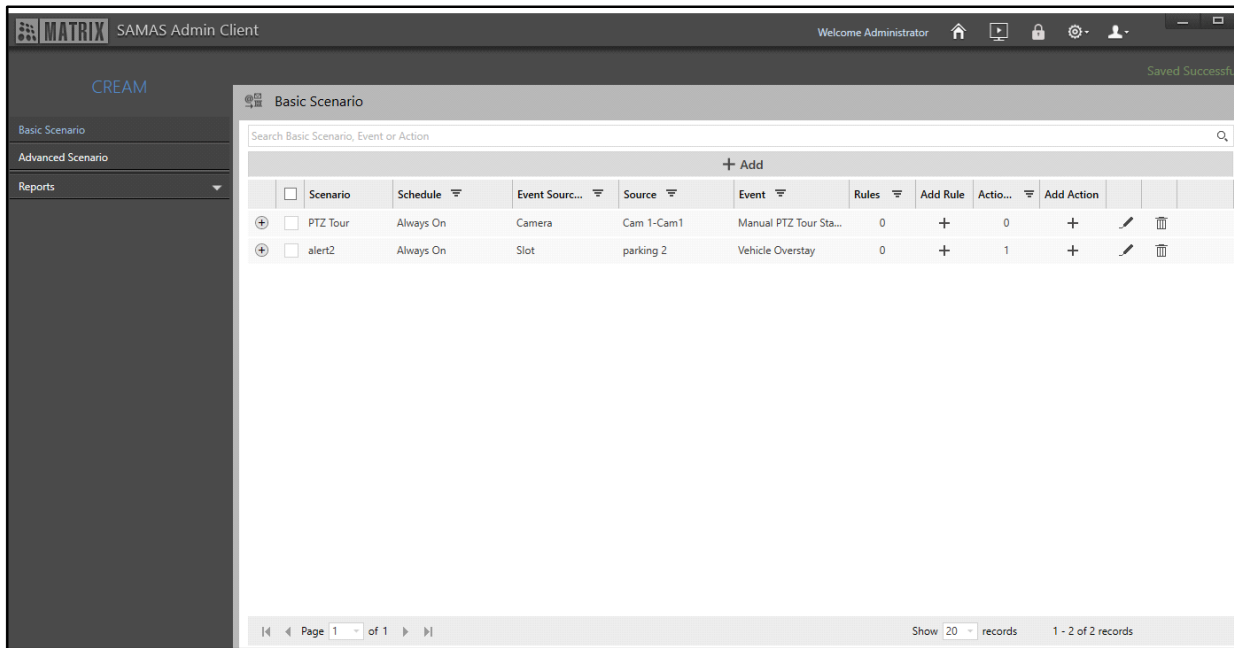 MATRIX SAMAS Admin Client Welcome Administrator
Saved Successfu
CREAM
Basic Scenario
Basic Scenario
Advanced Scenario
Reports
Search Basic Scenario, Event or Action
+ Add
Scenario Schedule Event Sourc... Source Event Rules Add Rule Actio... Add Action
PTZ Tour Always On Camera Cam 1-Cam1 Manual PTZ Tour Sta... 0 + 0 +
alert2 Always On Slot parking 2 Vehicle Overstay 0 + 1 +
Page 1 of 1 Show 20 records 1 - 2 of 2 records